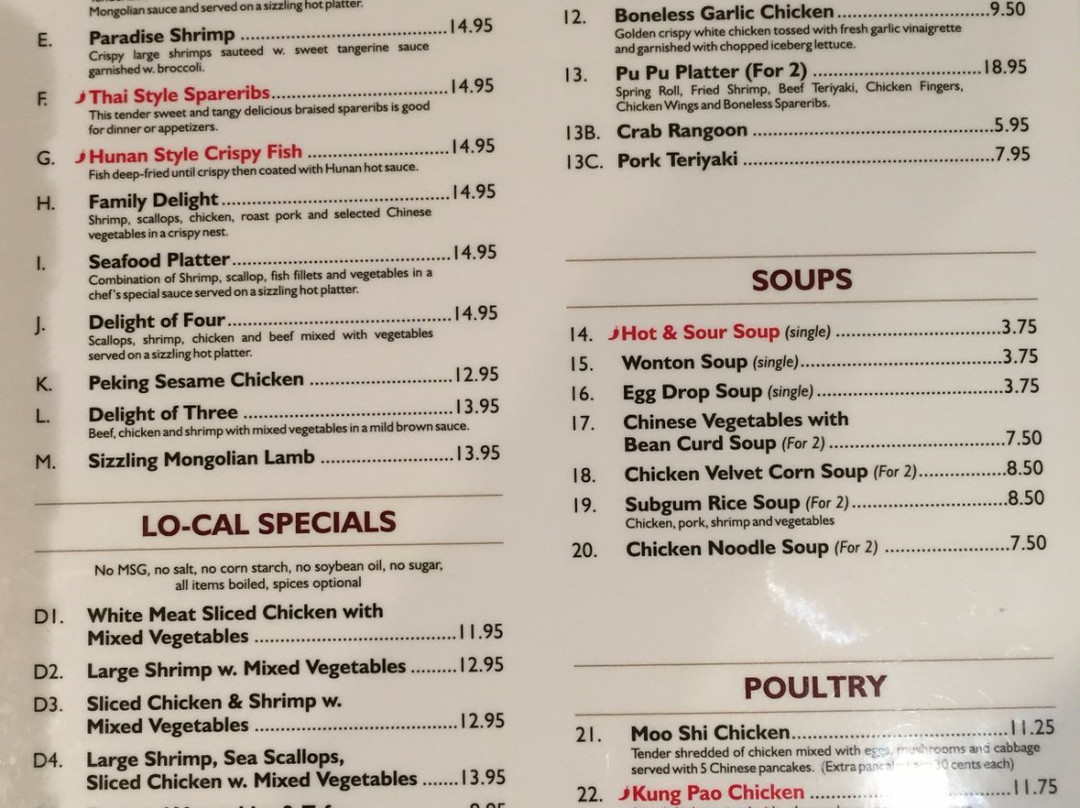 Mongolian sauce and served on a sizzling hot platter.
E. Paradise Shrimp ......14.95
Crispy large shrimps sauteed w. sweet tangerine sauce
garnished w. broccoli.
F. Thai Style Spareribs......14.95
This tender sweet and tangy delicious braised spareribs is good
for dinner or appetizers.
G. Hunan Style Crispy Fish ......14.95
Fish deep-fried until crispy then coated with Hunan hot sauce.
H. Family Delight......14.95
Shrimp, scallops, chicken, roast pork and selected Chinese
vegetables in a crispy nest.
I. Seafood Platter......14.95
Combination of Shrimp, scallop, fish fillets and vegetables in a
chef's special sauce served on a sizzling hot platter.
J. Delight of Four......14.95
Scallops, shrimp, chicken and beef mixed with vegetables
served on a sizzling hot platter.
K. Peking Sesame Chicken ......12.95
L. Delight of Three ......13.95
Beef, chicken and shrimp with mixed vegetables in a mild brown sauce.
M. Sizzling Mongolian Lamb ......13.95
LO-CAL SPECIALS
No MSG, no salt, no corn starch, no soybean oil, no sugar,
all items boiled, spices optional
D1. White Meat Sliced Chicken with
Mixed Vegetables ......11.95
D2. Large Shrimp w. Mixed Vegetables ......12.95
D3. Sliced Chicken & Shrimp w.
Mixed Vegetables ......12.95
D4. Large Shrimp, Sea Scallops,
Sliced Chicken w. Mixed Vegetables ......13.95
12. Boneless Garlic Chicken......9.50
Golden crispy white chicken tossed with fresh garlic vinaigrette
and garnished with chopped iceberg lettuce.
13. Pu Pu Platter (For 2) ......18.95
Spring Roll, Fried Shrimp, Beef Teriyaki, Chicken Fingers,
Chicken Wings and Boneless Spareribs.
13B. Crab Rangoon ......5.95
13C. Pork Teriyaki ......7.95
SOUPS
14. Hot & Sour Soup (single) ......3.75
15. Wonton Soup (single)......3.75
16. Egg Drop Soup (single) ......3.75
17. Chinese Vegetables with
Bean Curd Soup (For 2) ......7.50
18. Chicken Velvet Corn Soup (For 2)......8.50
19. Subgum Rice Soup (For 2)......8.50
Chicken, pork, shrimp and vegetables
20. Chicken Noodle Soup (For 2) ......7.50
POULTRY
21. Moo Shi Chicken......11.25
Tender shredded of chicken mixed with eggs, mushrooms and cabbage
served with 5 Chinese pancakes. (Extra 30 cents each)
22. Kung Pao Chicken ......11.75